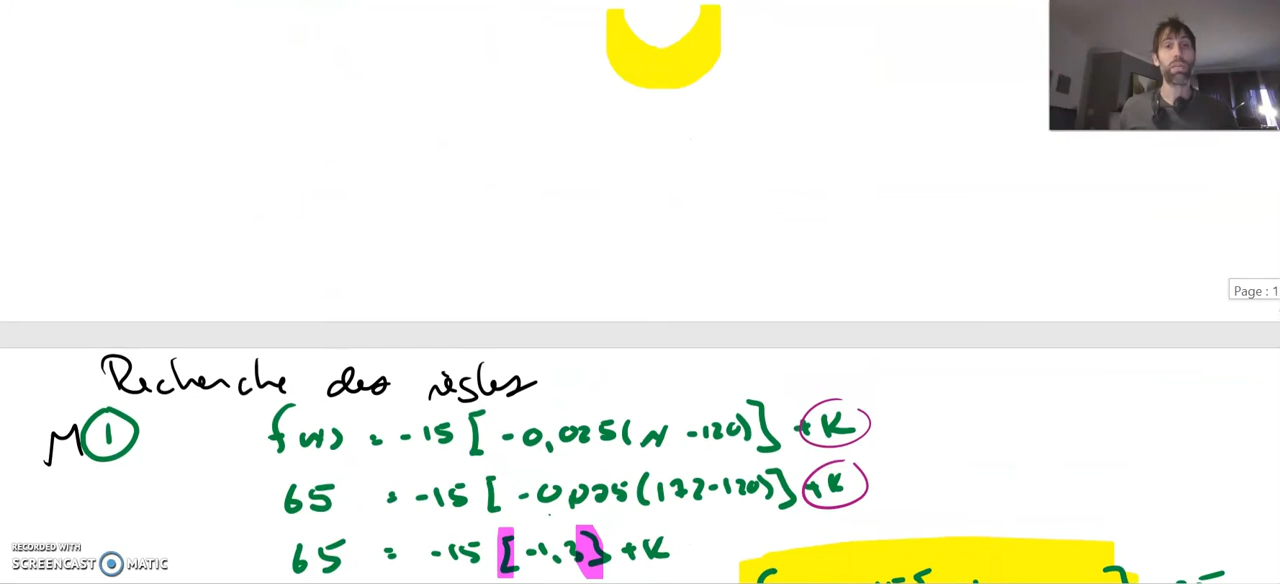 Page : 1
Recherche des règles
M ① f(x) = -15 [ -0,025(x -120)] + K
65 = -15 [ -0,025(172-120)] + K
65 = -15 [ -1,3] + K
RECORDED WITH
SCREENCAST MATIC